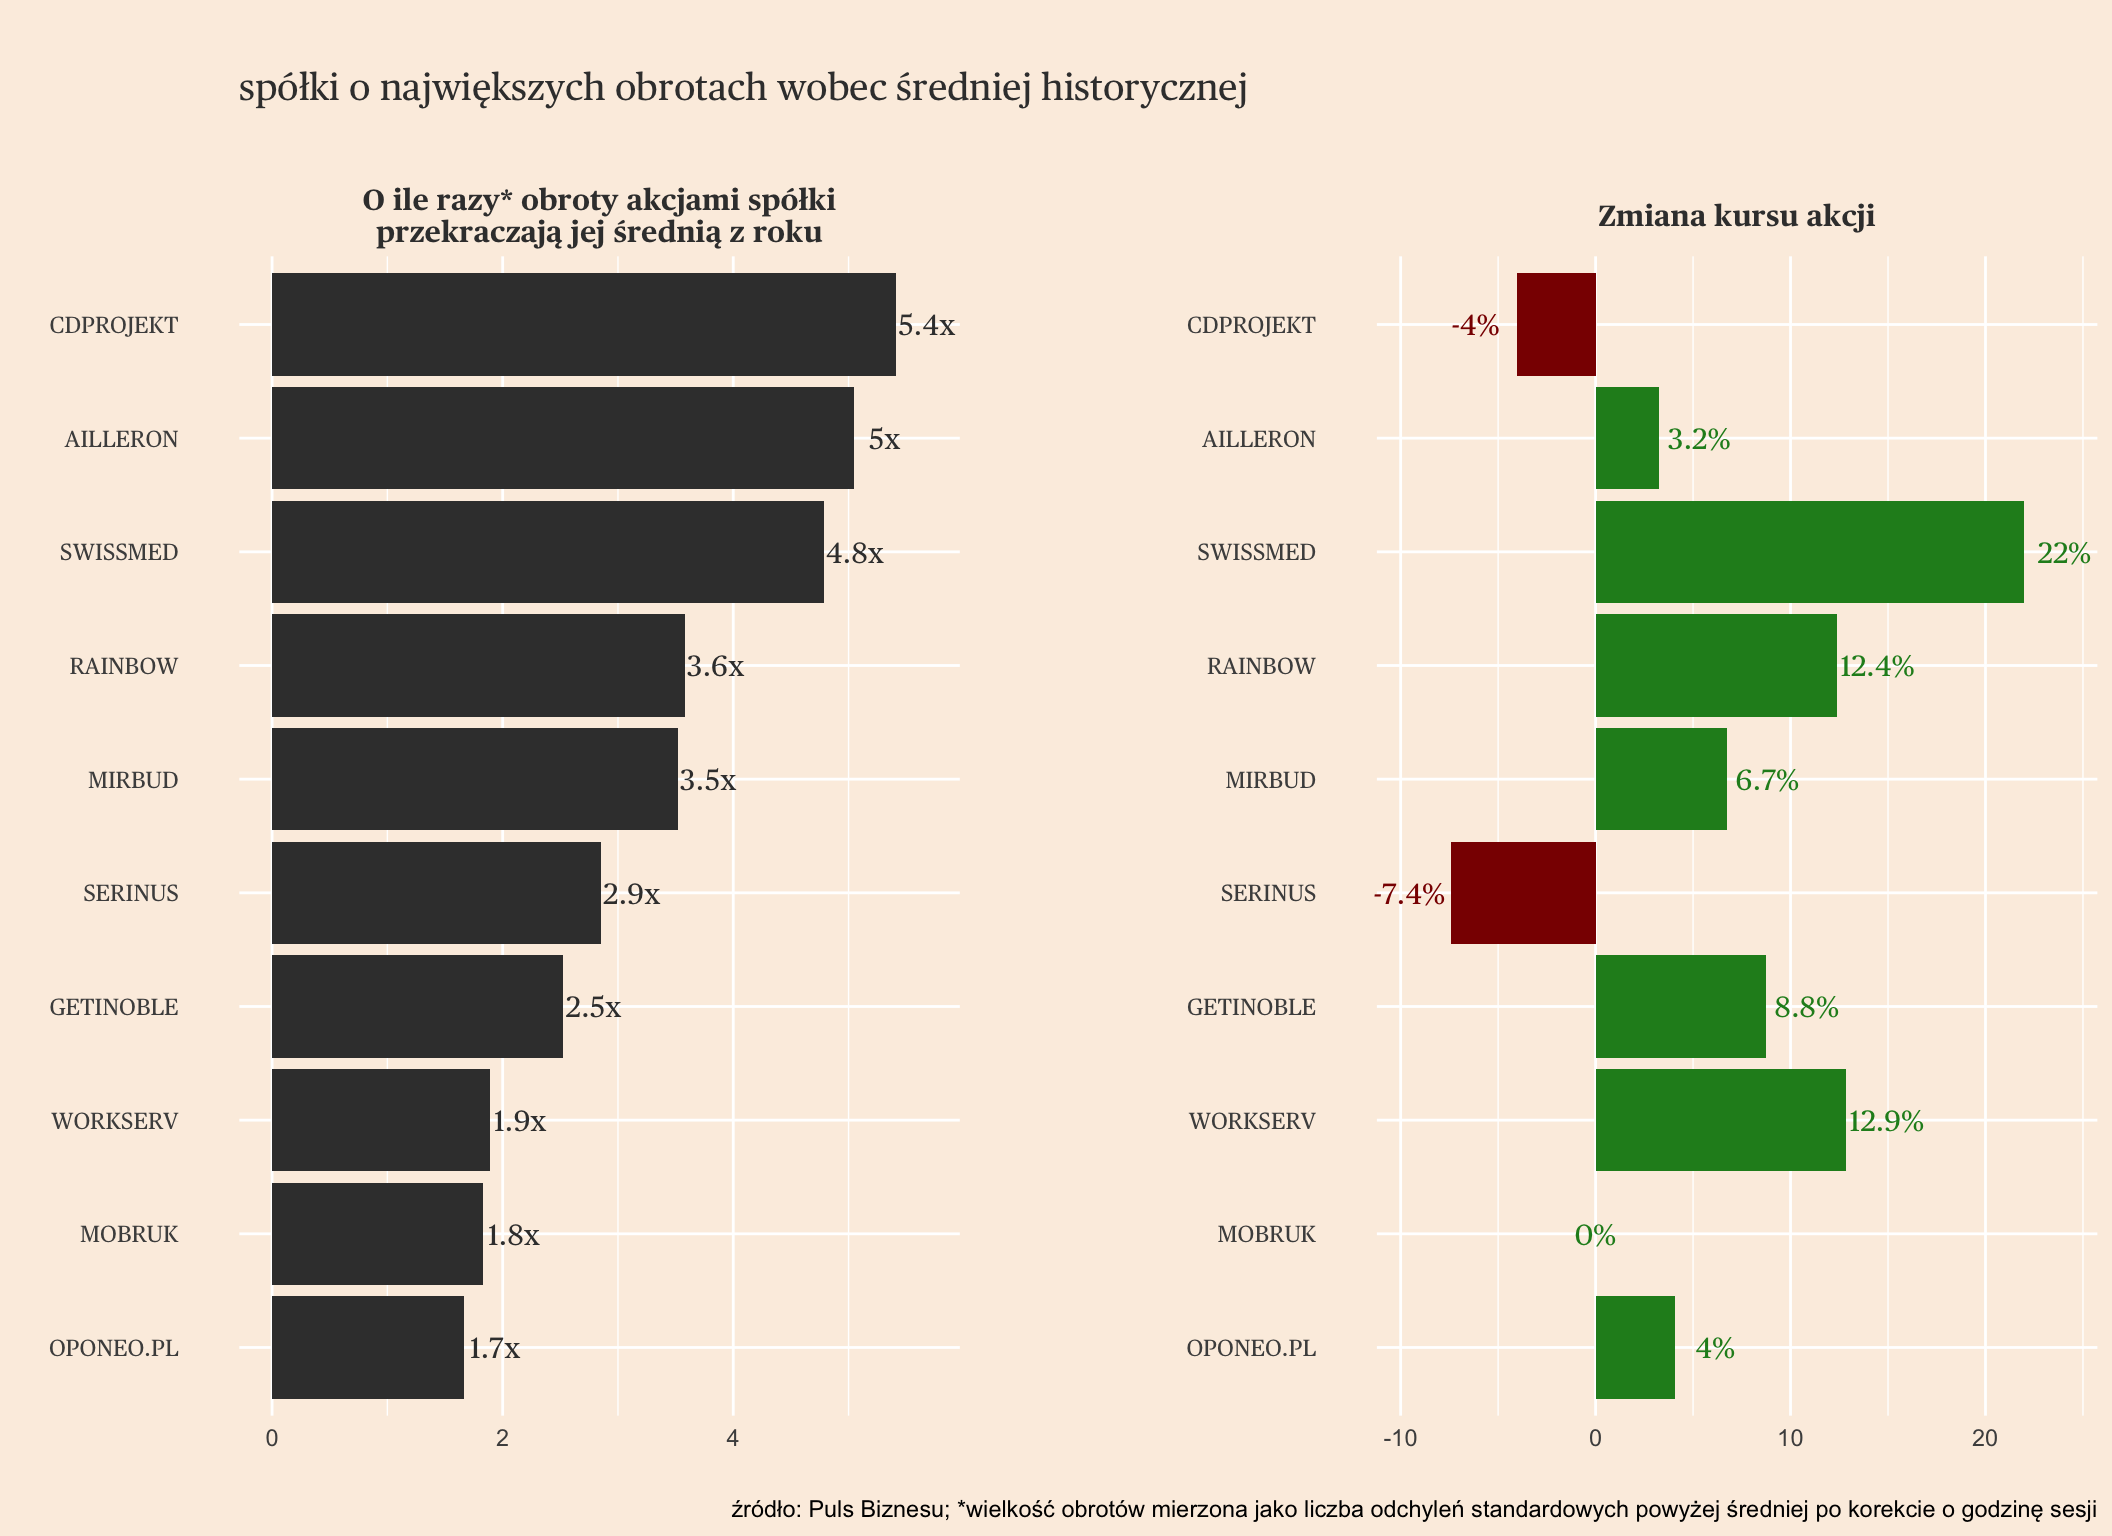 spółki o największych obrotach wobec średniej historycznej
O ile razy* obroty akcjami spółki
przekraczają jej średnią z roku
CDPROJEKT
5.4x
AILLERON
5x
SWISSMED
4.8x
RAINBOW
3.6x
MIRBUD
3.5x
SERINUS
2.9x
GETINOBLE
2.5x
WORKSERV
1.9x
MOBRUK
1.8x
OPONEO.PL
1.7x
0 2 4
Zmiana kursu akcji
CDPROJEKT
-4%
AILLERON
3.2%
SWISSMED
22%
RAINBOW
12.4%
MIRBUD
6.7%
SERINUS
-7.4%
GETINOBLE
8.8%
WORKSERV
12.9%
MOBRUK
0%
OPONEO.PL
4%
-10 0 10 20
źródło: Puls Biznesu; *wielkość obrotów mierzona jako liczba odchyleń standardowych powyżej średniej po korekcie o godzinę sesji